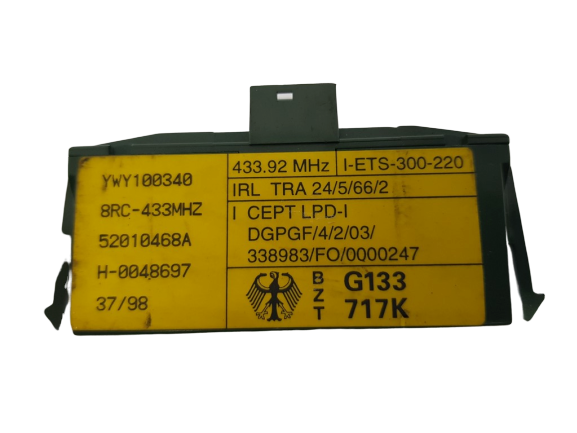 YWY100340
8RC-433MHZ
52010468A
H-0048697
37/98
433.92 MHz I-ETS-300-220
IRL TRA 24/5/66/2
I CEPT LPD-I
DGPGF/4/2/03/
338983/FO/0000247
BZT
G133
717K